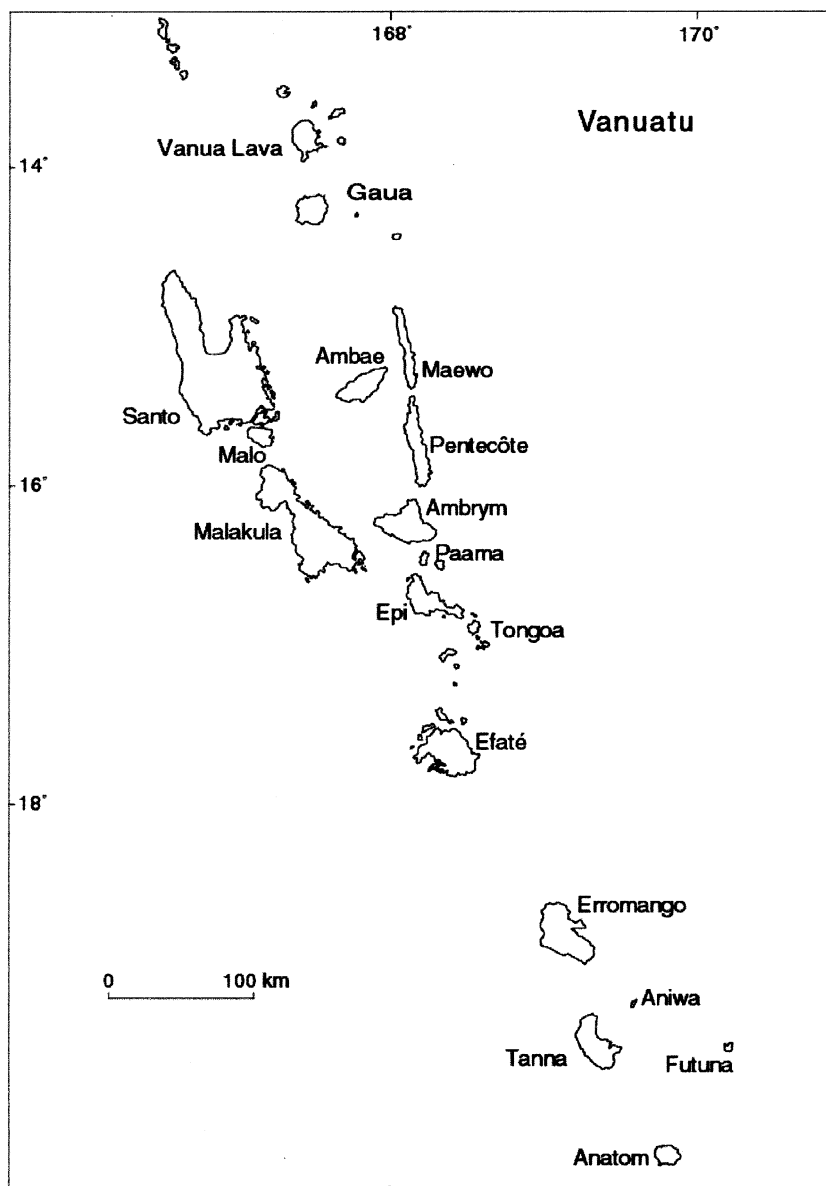 168°
170°
Vanuatu
Vanua Lava
14°
Gaua
Ambae
Maewo
Santo
Malo
Pentecôte
16°
Malakula
Ambrym
Paama
Epi
Tongoa
Efaté
18°
Erromango
0 100 km
Aniwa
Tanna
Futuna
Anatom